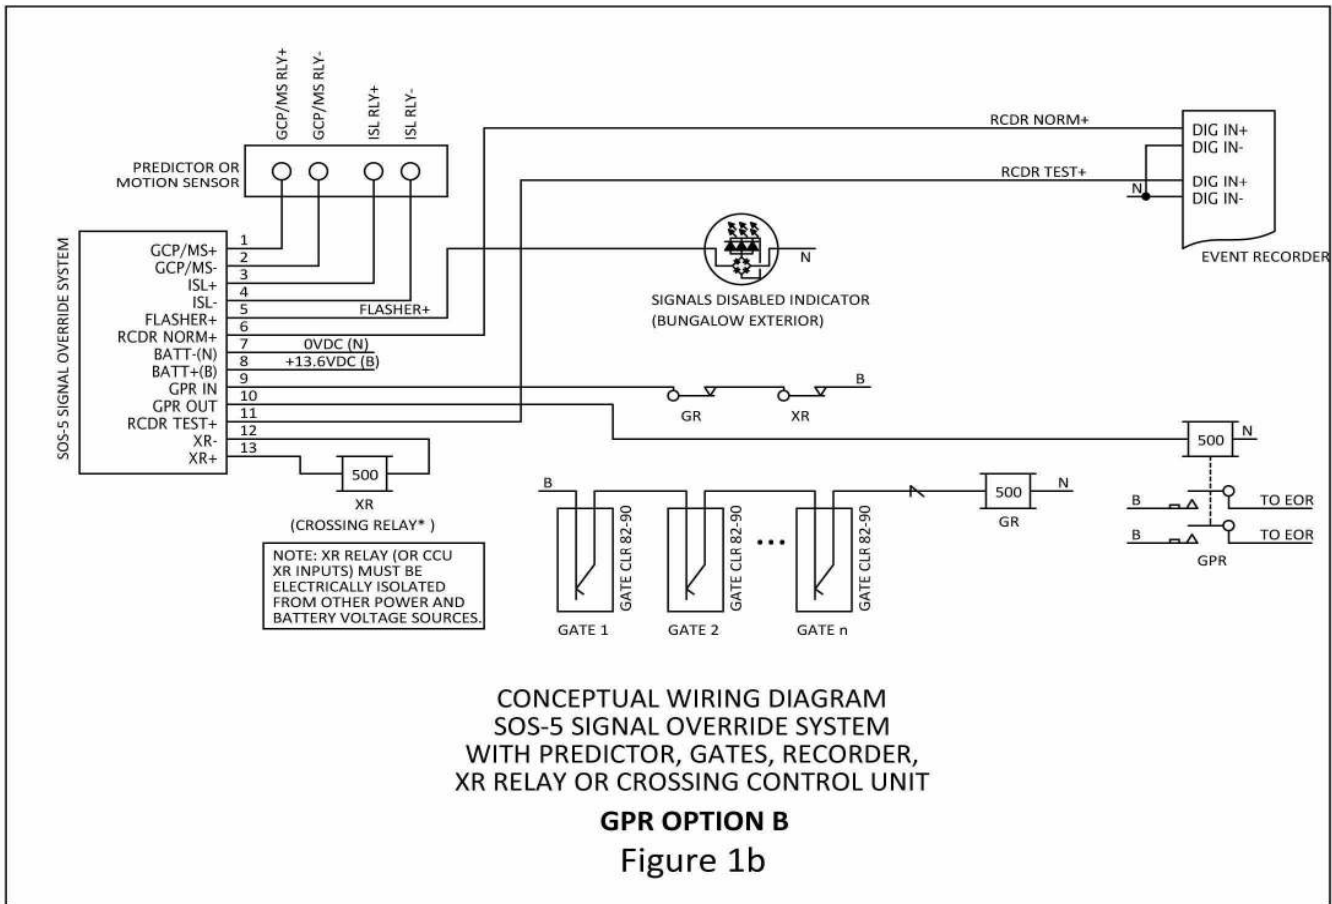 GCP/MS RLY+
GCP/MS RLY-
ISL RLY+
ISL RLY-
PREDICTOR OR
MOTION SENSOR
RCDR NORM+
DIG IN+
DIG IN-
RCDR TEST+
DIG IN+
N
DIG IN-
EVENT RECORDER
SOS-5 SIGNAL OVERRIDE SYSTEM
GCP/MS+
1
GCP/MS-
2
ISL+
3
ISL-
4
FLASHER+
5
FLASHER+
RCDR NORM+
6
BATT-(N)
7
0VDC (N)
BATT+(B)
8
+13.6VDC (B)
GPR IN
9
GPR OUT
10
RCDR TEST+
11
XR-
12
XR+
13
N
SIGNALS DISABLED INDICATOR
(BUNGALOW EXTERIOR)
B
GR
XR
500
XR
(CROSSING RELAY* )
NOTE: XR RELAY (OR CCU
XR INPUTS) MUST BE
ELECTRICALLY ISOLATED
FROM OTHER POWER AND
BATTERY VOLTAGE SOURCES.
B
GATE CLR 82-90
GATE 1
GATE CLR 82-90
GATE 2
GATE CLR 82-90
GATE n
500
N
GR
500
N
B
TO EOR
B
TO EOR
GPR
CONCEPTUAL WIRING DIAGRAM
SOS-5 SIGNAL OVERRIDE SYSTEM
WITH PREDICTOR, GATES, RECORDER,
XR RELAY OR CROSSING CONTROL UNIT
GPR OPTION B
Figure 1b